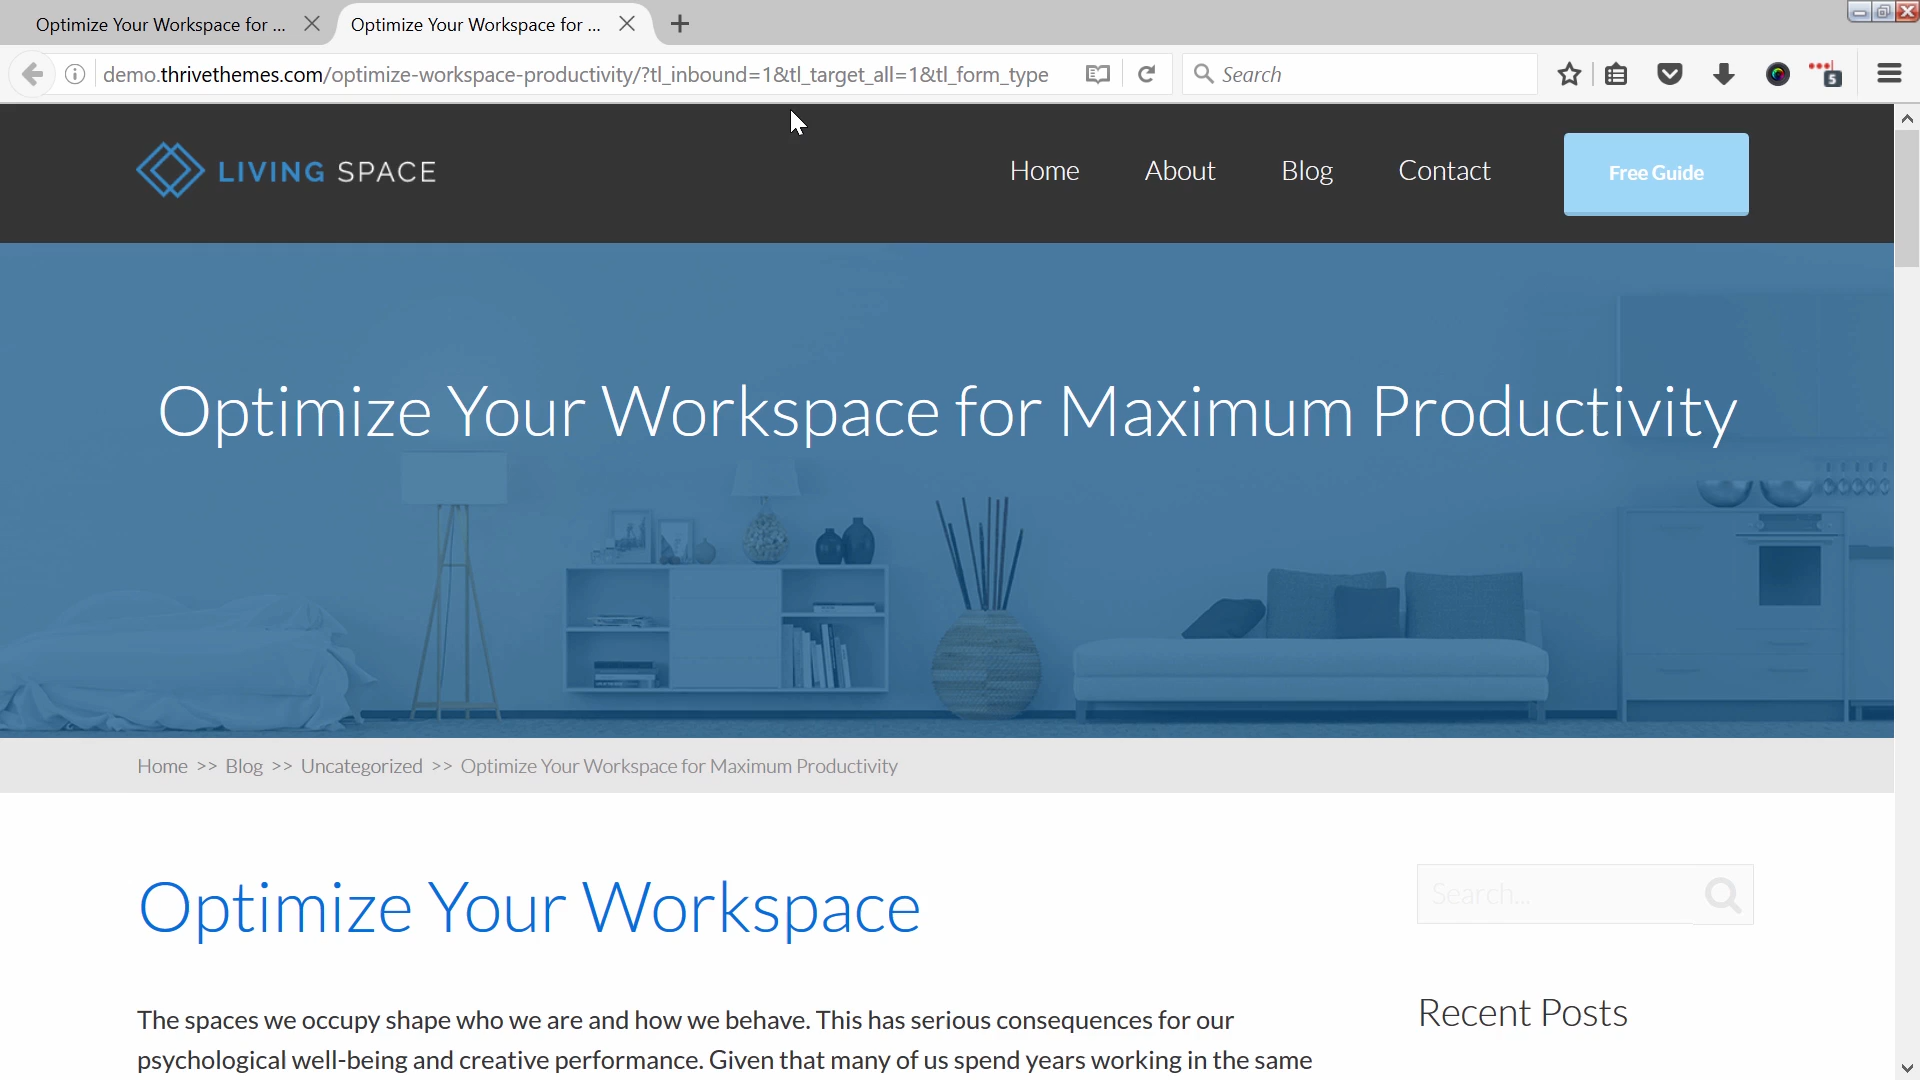 Optimize Your Workspace for ...
Optimize Your Workspace for ...
demo.thrivethemes.com/optimize-workspace-productivity/?tl_inbound=1&tl_target_all=1&tl_form_type
Search
5
LIVING SPACE
Home
About
Blog
Contact
Free Guide
Optimize Your Workspace for Maximum Productivity
Home >> Blog >> Uncategorized >> Optimize Your Workspace for Maximum Productivity
Optimize Your Workspace
Search...
The spaces we occupy shape who we are and how we behave. This has serious consequences for our
psychological well-being and creative performance. Given that many of us spend years working in the same
Recent Posts